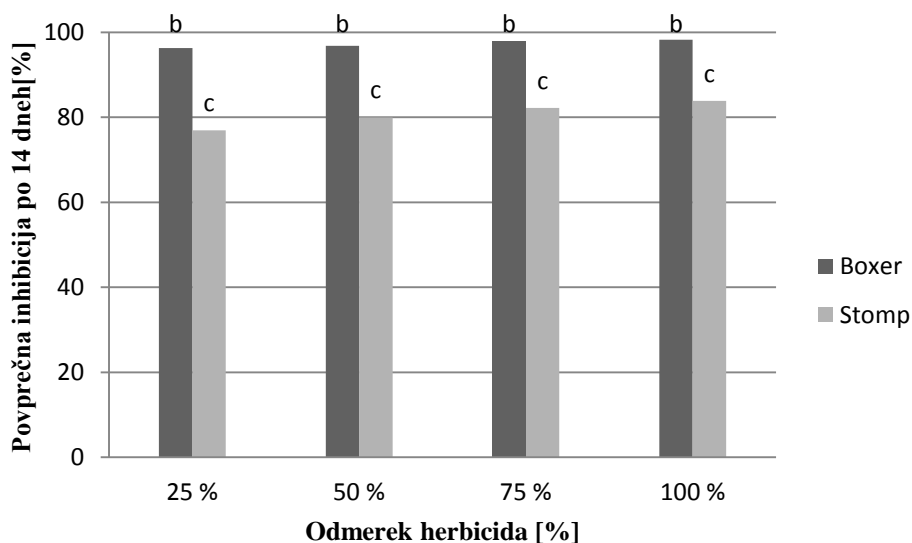 Povprečna inhibicija po 14 dneh[%]
100
80
60
40
20
0
b
b
b
b
c
c
c
c
25 %
50 %
75 %
100 %
Odmerek herbicida [%]
Boxer
Stomp